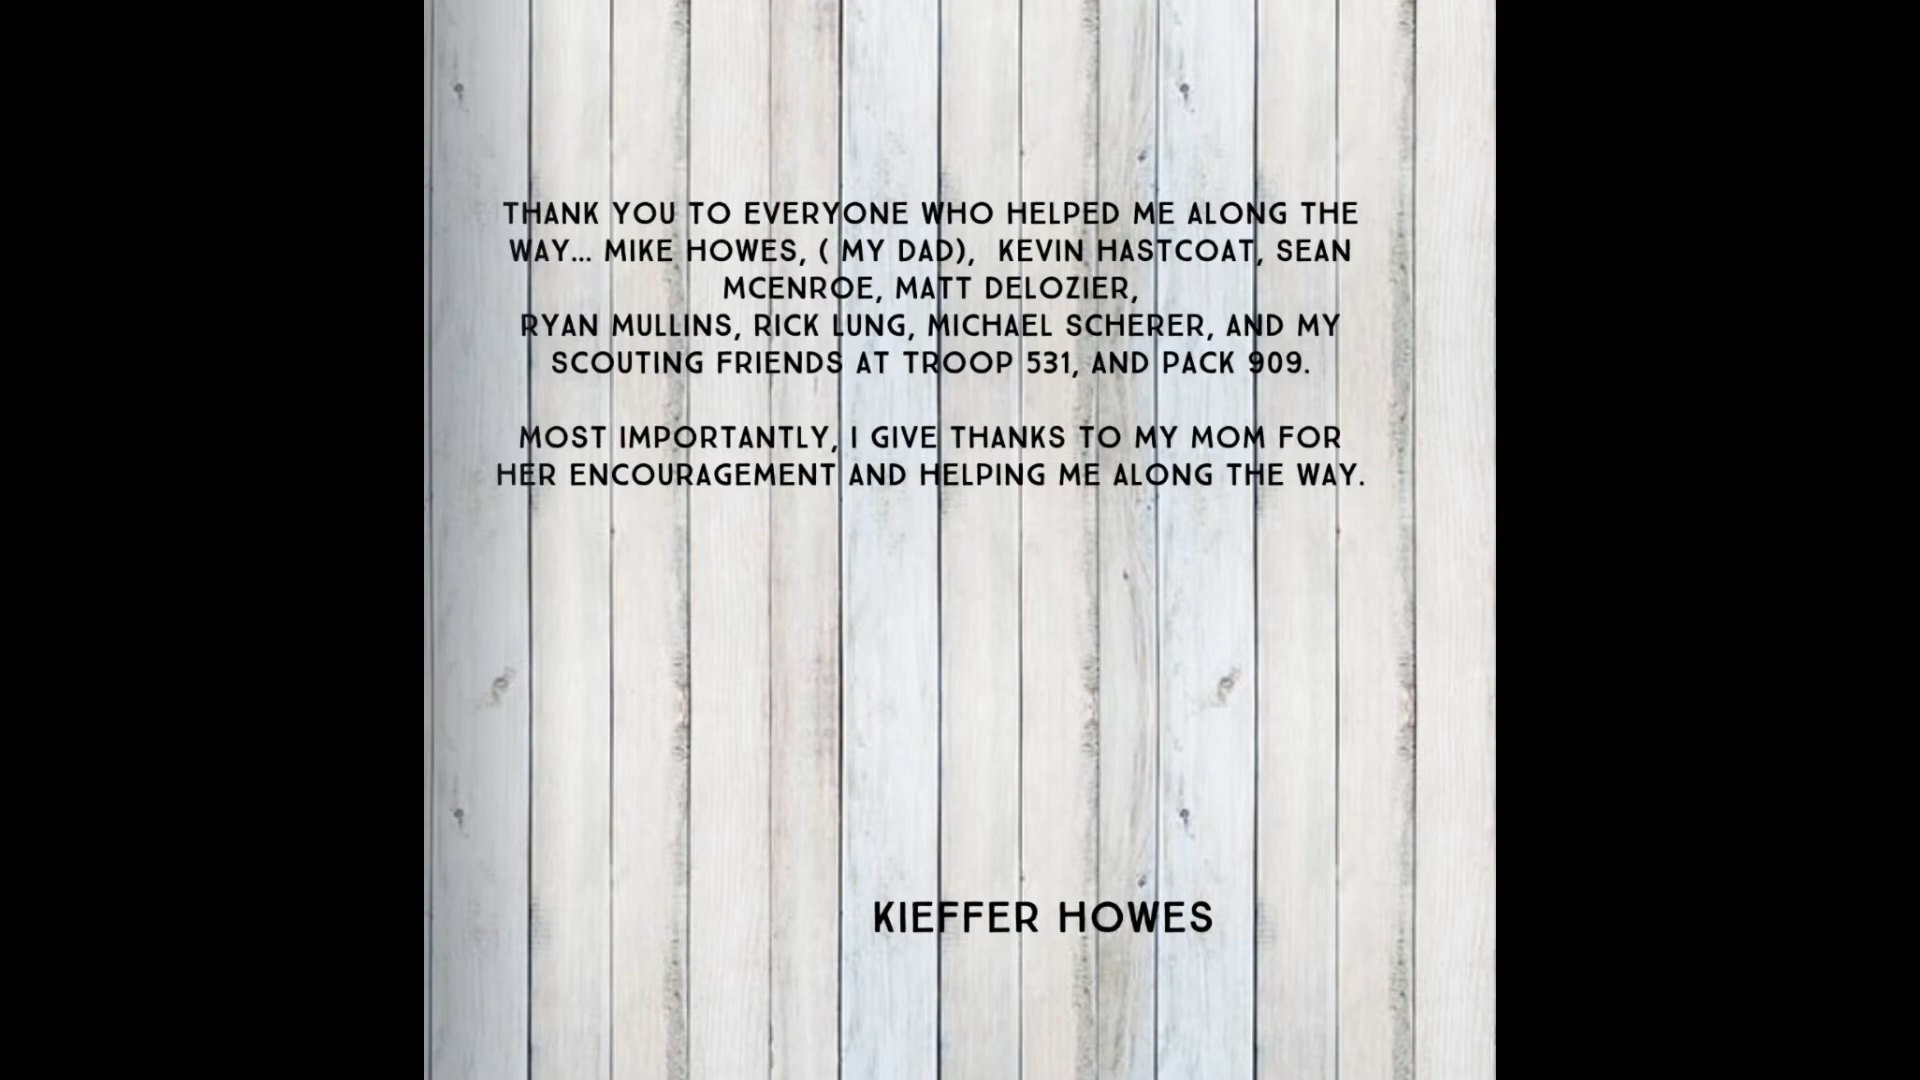 THANK YOU TO EVERYONE WHO HELPED ME ALONG THE
WAY... MIKE HOWES, ( MY DAD),  KEVIN HASTCOAT, SEAN
MCENROE, MATT DELOZIER,
RYAN MULLINS, RICK LUNG, MICHAEL SCHERER, AND MY
SCOUTING FRIENDS AT TROOP 531, AND PACK 909.
MOST IMPORTANTLY, I GIVE THANKS TO MY MOM FOR
HER ENCOURAGEMENT AND HELPING ME ALONG THE WAY.
KIEFFER HOWES